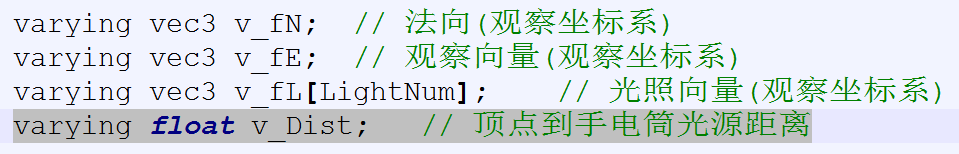 varying vec3 v_fN;  // 法向(观察坐标系)
varying vec3 v_fE;  // 观察向量(观察坐标系)
varying vec3 v_fL[LightNum];    // 光照向量(观察坐标系)
varying float v_Dist;   // 顶点到手电筒光源距离